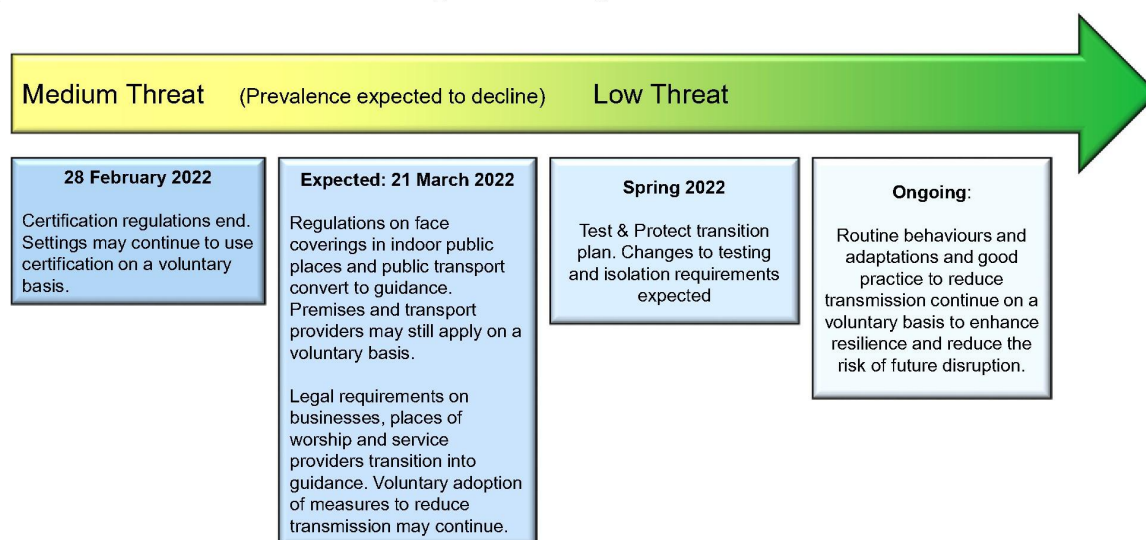 Medium Threat (Prevalence expected to decline) Low Threat
28 February 2022
Certification regulations end.
Settings may continue to use
certification on a voluntary
basis.
Expected: 21 March 2022
Regulations on face
coverings in indoor public
places and public transport
convert to guidance.
Premises and transport
providers may still apply on a
voluntary basis.
Legal requirements on
businesses, places of
worship and service
providers transition into
guidance. Voluntary adoption
of measures to reduce
transmission may continue.
Spring 2022
Test & Protect transition
plan. Changes to testing
and isolation requirements
expected
Ongoing:
Routine behaviours and
adaptations and good
practice to reduce
transmission continue on a
voluntary basis to enhance
resilience and reduce the
risk of future disruption.